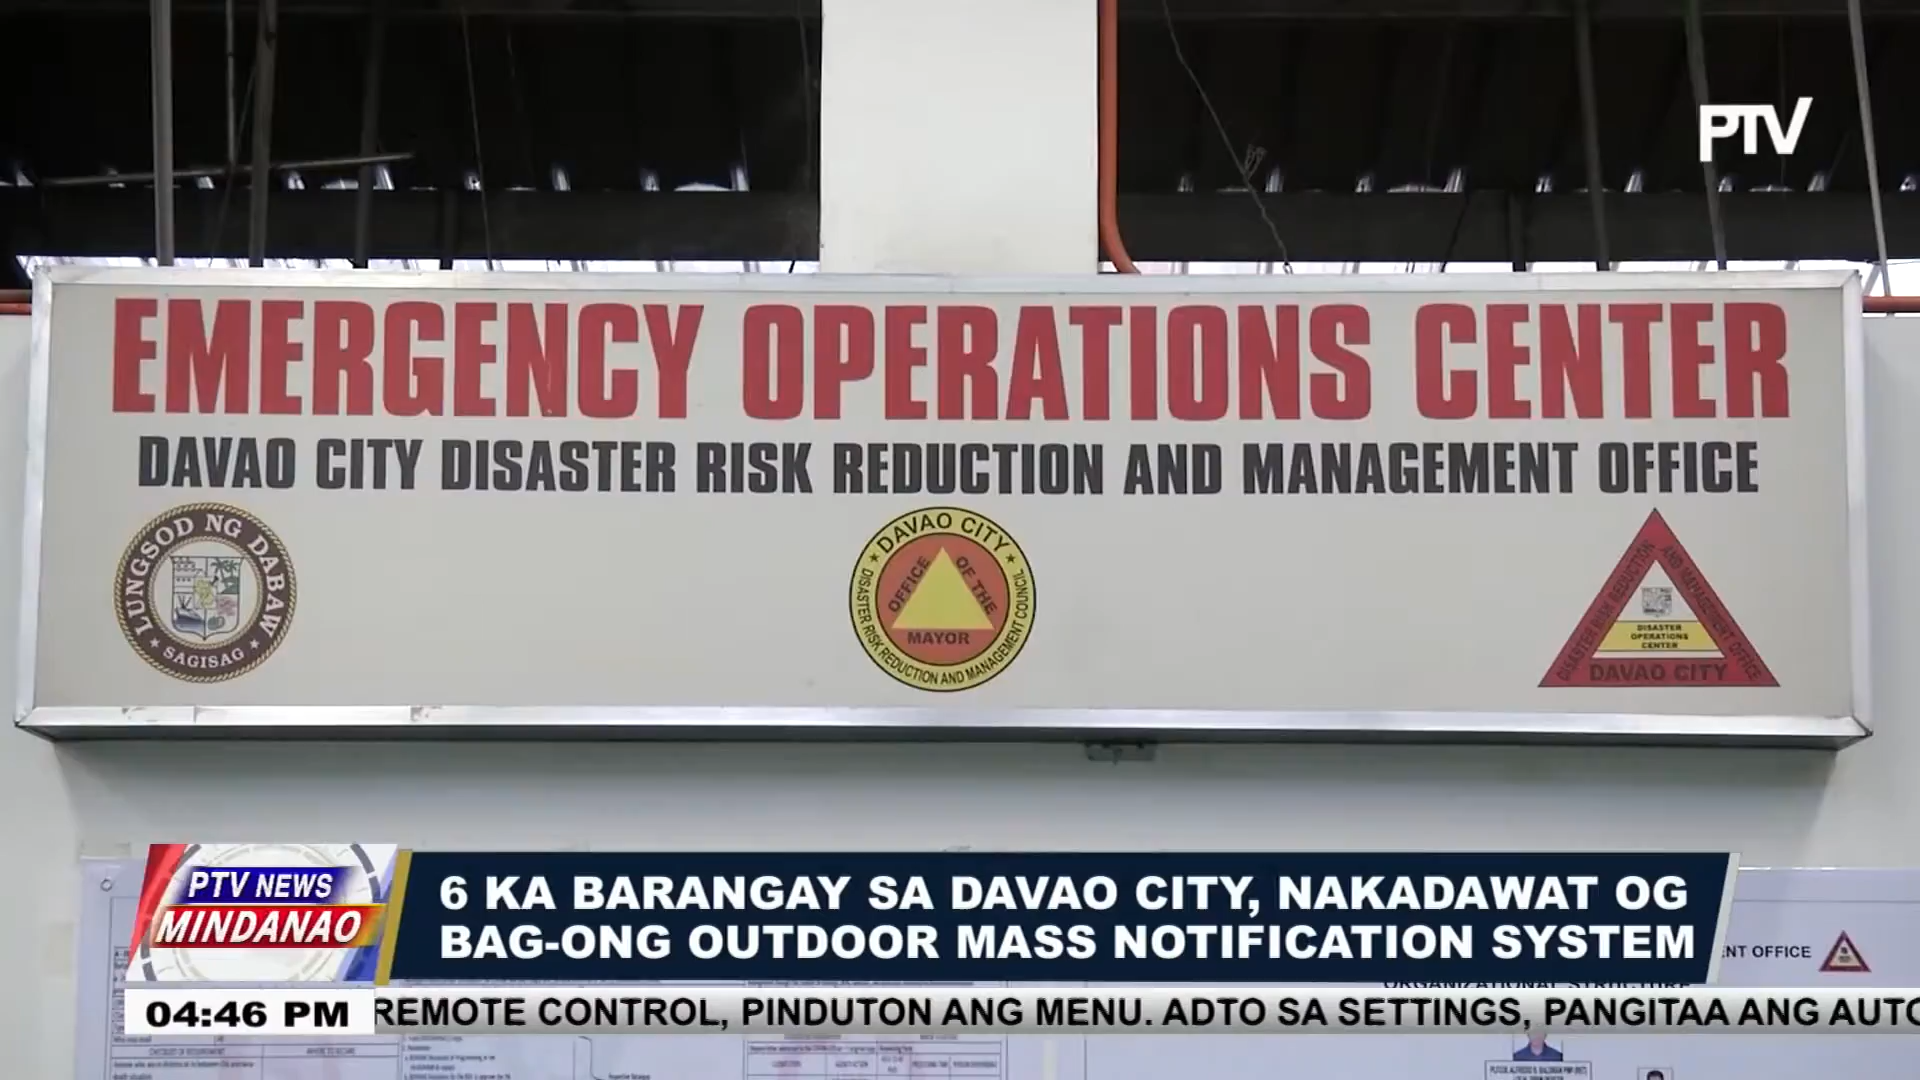 PTV
EMERGENCY OPERATIONS CENTER
DAVAO CITY DISASTER RISK REDUCTION AND MANAGEMENT OFFICE
LUNGSOD NG DABAW
SAGISAG
DAVAO CITY
DISASTER RISK REDUCTION AND MANAGEMENT COUNCIL
OFFICE OF THE
MAYOR
DISASTER RISK REDUCTION AND MANAGEMENT OFFICE
DISASTER
OPERATIONS
CENTER
DAVAO CITY
PTV NEWS
MINDANAO
6 KA BARANGAY SA DAVAO CITY, NAKADAWAT OG
BAG-ONG OUTDOOR MASS NOTIFICATION SYSTEM
NT OFFICE
ORGANIZATIONAL STRUCTURE
04:46 PM
REMOTE CONTROL, PINDUTON ANG MENU. ADTO SA SETTINGS, PANGITAA ANG AUTO